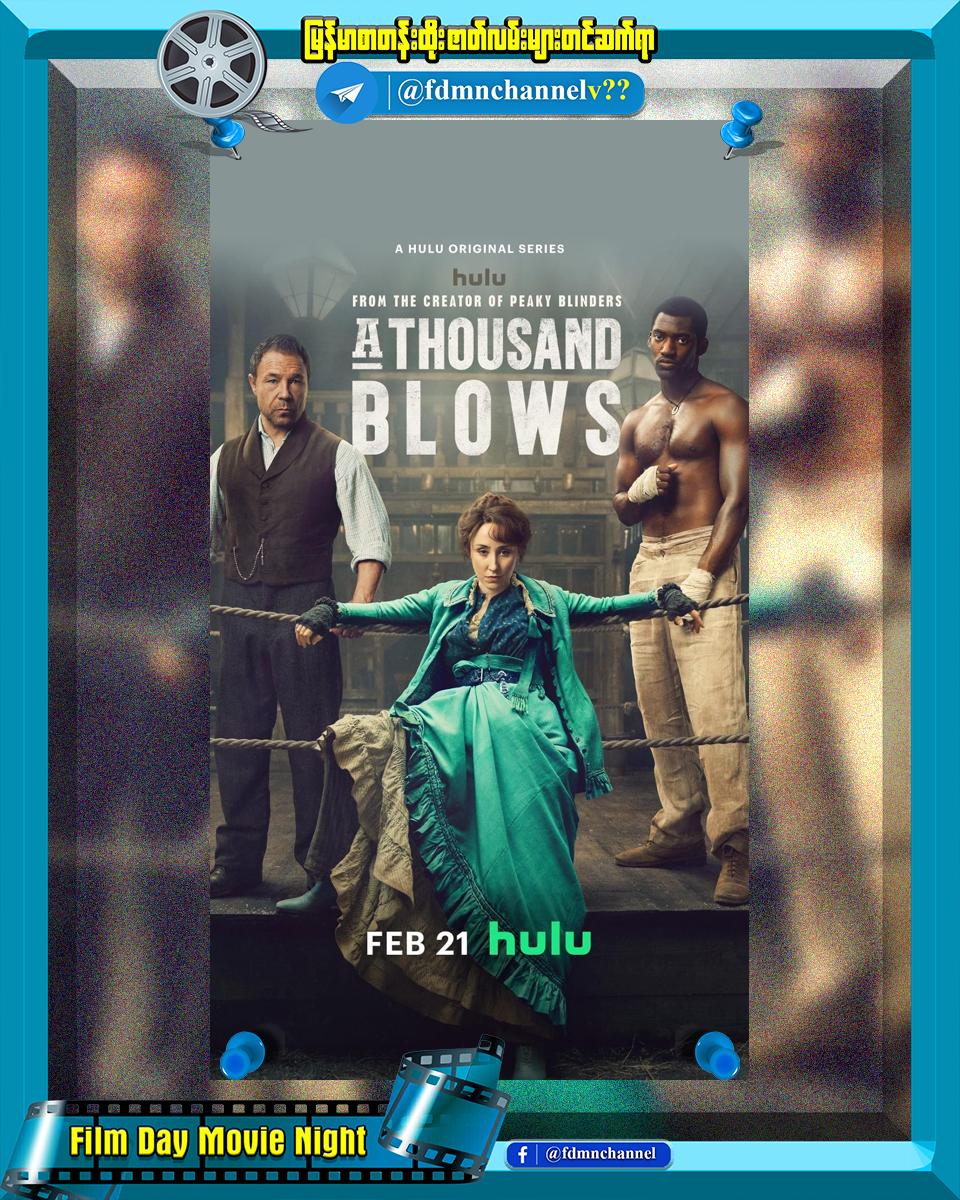 မြန်မာစာတန်းထိုးဇာတ်လမ်းများတင်ဆက်ရာ
@fdmnchannelv??
A HULU ORIGINAL SERIES
hulu
FROM THE CREATOR OF PEAKY BLINDERS
A THOUSAND
BLOWS
FEB 21 hulu
Film Day Movie Night
f @fdmnchannel